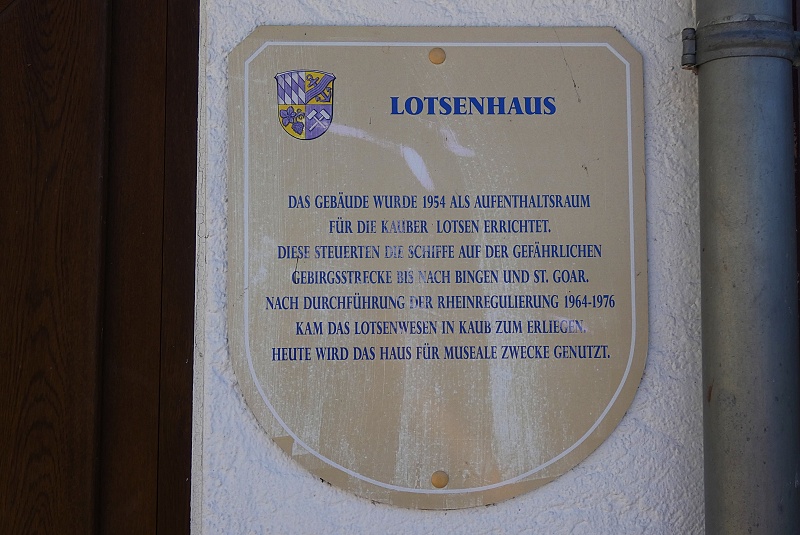 LOTSENHAUS
DAS GEBÄUDE WURDE 1954 ALS AUFENTHALTSRAUM
FÜR DIE KAUBER LOTSEN ERRICHTET.
DIESE STEUERTEN DIE SCHIFFE AUF DER GEFÄHRLICHEN
GEBIRGSSTRECKE BIS NACH BINGEN UND ST. GOAR.
NACH DURCHFÜHRUNG DER RHEINREGULIERUNG 1964-1976
KAM DAS LOTSENWESEN IN KAUB ZUM ERLIEGEN.
HEUTE WIRD DAS HAUS FÜR MUSEALE ZWECKE GENUTZT.